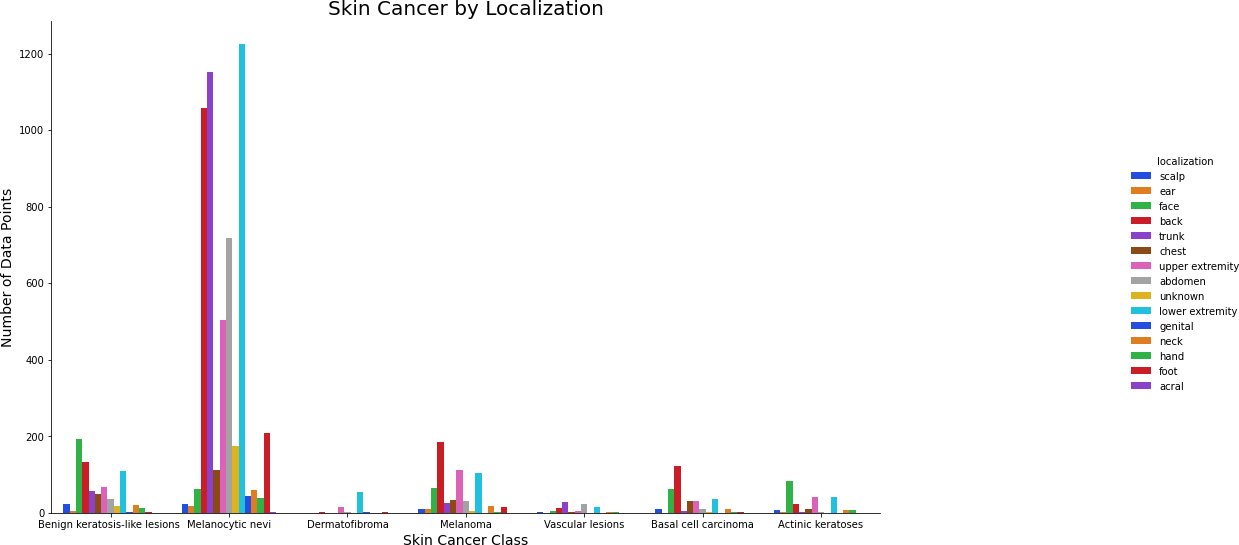 Skin Cancer by Localization
Number of Data Points
1200
1000
800
600
400
200
0
Benign keratosis-like lesions
Melanocytic nevi
Dermatofibroma
Melanoma
Vascular lesions
Basal cell carcinoma
Actinic keratoses
Skin Cancer Class
localization
scalp
ear
face
back
trunk
chest
upper extremity
abdomen
unknown
lower extremity
genital
neck
hand
foot
acral